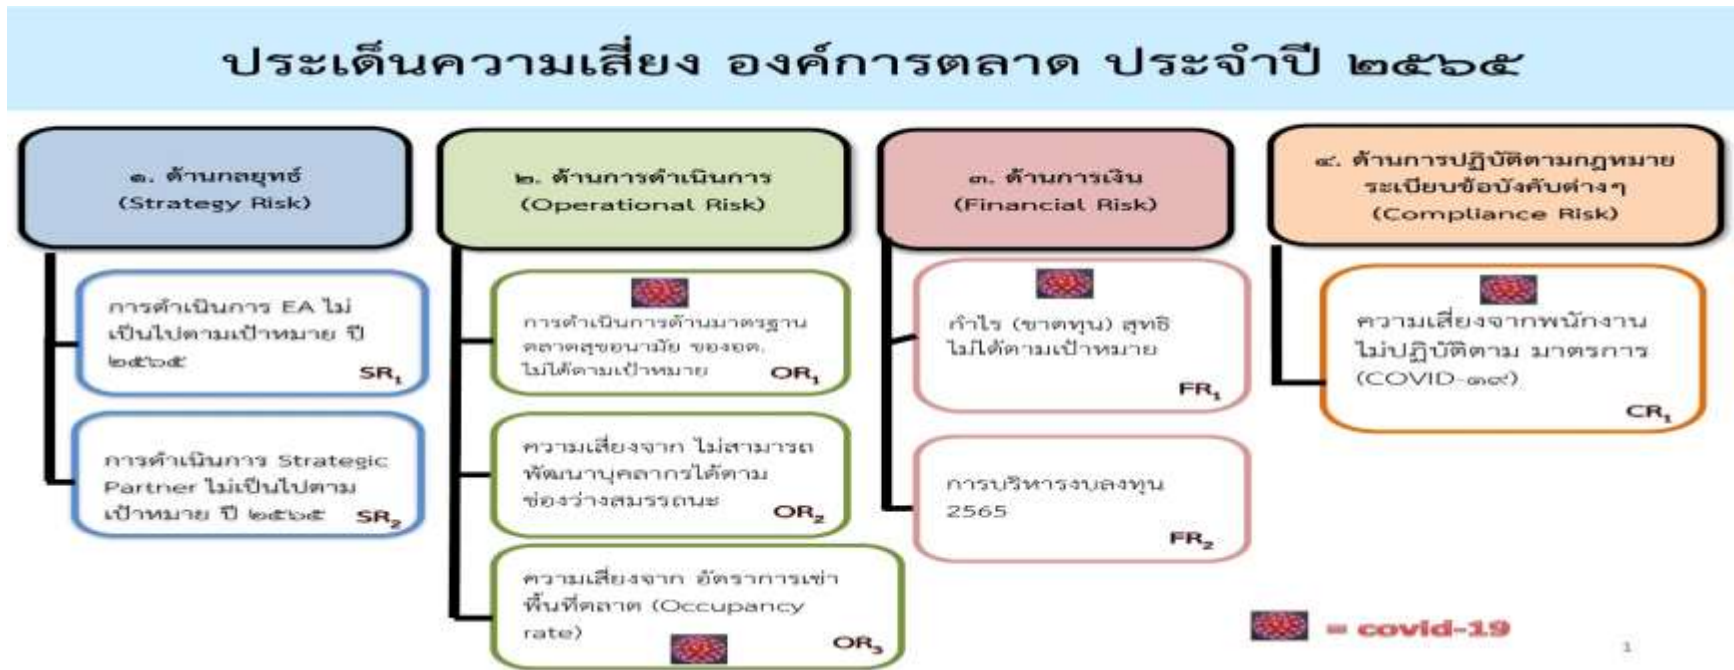 ประเด็นความเสี่ยง องค์การตลาด ประจำปี ๒๕๖๕
๑. ด้านกลยุทธ์
(Strategy Risk)
การดำเนินการ EA ไม่
เป็นไปตามเป้าหมาย ปี
๒๕๖๕
SR₁
การดำเนินการ Strategic
Partner ไม่เป็นไปตาม
เป้าหมาย ปี ๒๕๖๕ SR₂
๒. ด้านการดำเนินการ
(Operational Risk)
การดำเนินการด้านมาตรฐาน
ตลาดสุขอนามัย ของอต.
ไม่ได้ตามเป้าหมาย OR₁
ความเสี่ยงจาก ไม่สามารถ
พัฒนาบุคลากรได้ตาม
ช่องว่างสมรรถนะ OR₂
ความเสี่ยงจาก อัตราการเช่า
พื้นที่ตลาด (Occupancy
rate) OR₃
๓. ด้านการเงิน
(Financial Risk)
กำไร (ขาดทุน) สุทธิ
ไม่ได้ตามเป้าหมาย
FR₁
การบริหารงบลงทุน
2565
FR₂
๔. ด้านการปฏิบัติตามกฎหมาย
ระเบียบข้อบังคับต่างๆ
(Compliance Risk)
ความเสี่ยงจากพนักงาน
ไม่ปฏิบัติตาม มาตรการ
(COVID-๑๙)
CR₁
= covid-19
1